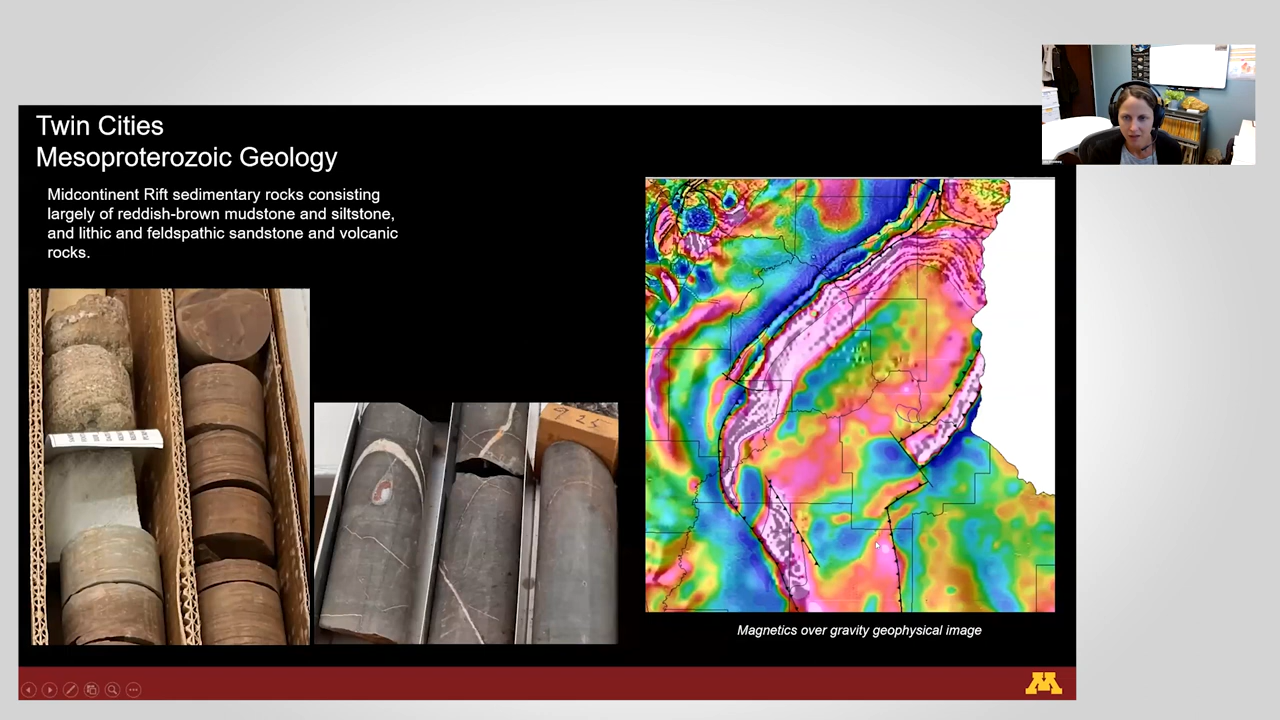 Twin Cities
Mesoproterozoic Geology
Midcontinent Rift sedimentary rocks consisting
largely of reddish-brown mudstone and siltstone,
and lithic and feldspathic sandstone and volcanic
rocks.
925
Magnetics over gravity geophysical image
M